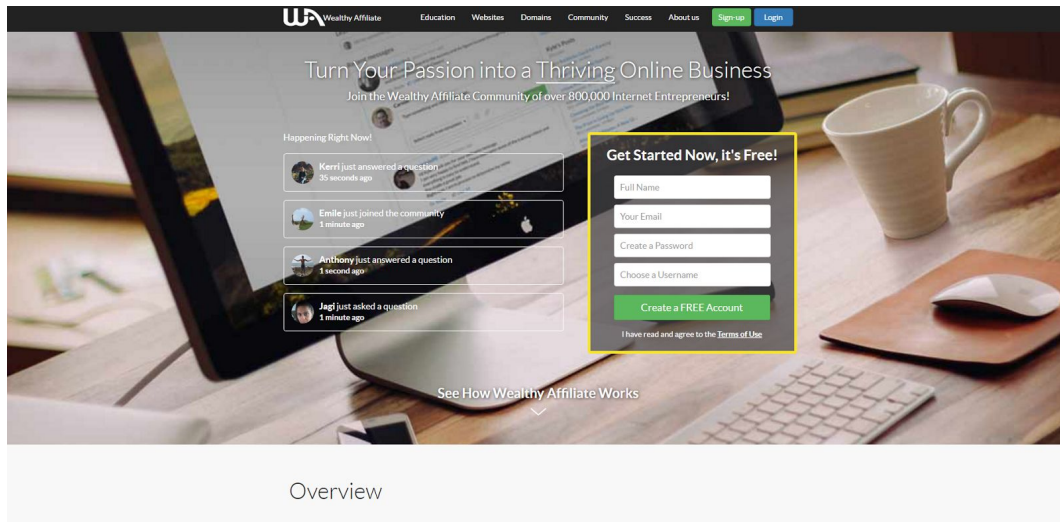 WA Wealthy Affiliate
Education Websites Domains Community Success About us Sign-up Login
Turn Your Passion into a Thriving Online Business
Join the Wealthy Affiliate Community of over 800,000 Internet Entrepreneurs!
Happening Right Now!
Kerri just answered a question
35 seconds ago
Emile just joined the community
1 minute ago
Anthony just answered a question
1 second ago
Jagi just asked a question
1 minute ago
Get Started Now, it's Free!
Full Name
Your Email
Create a Password
Choose a Username
Create a FREE Account
I have read and agree to the Terms of Use
See How Wealthy Affiliate Works
Overview